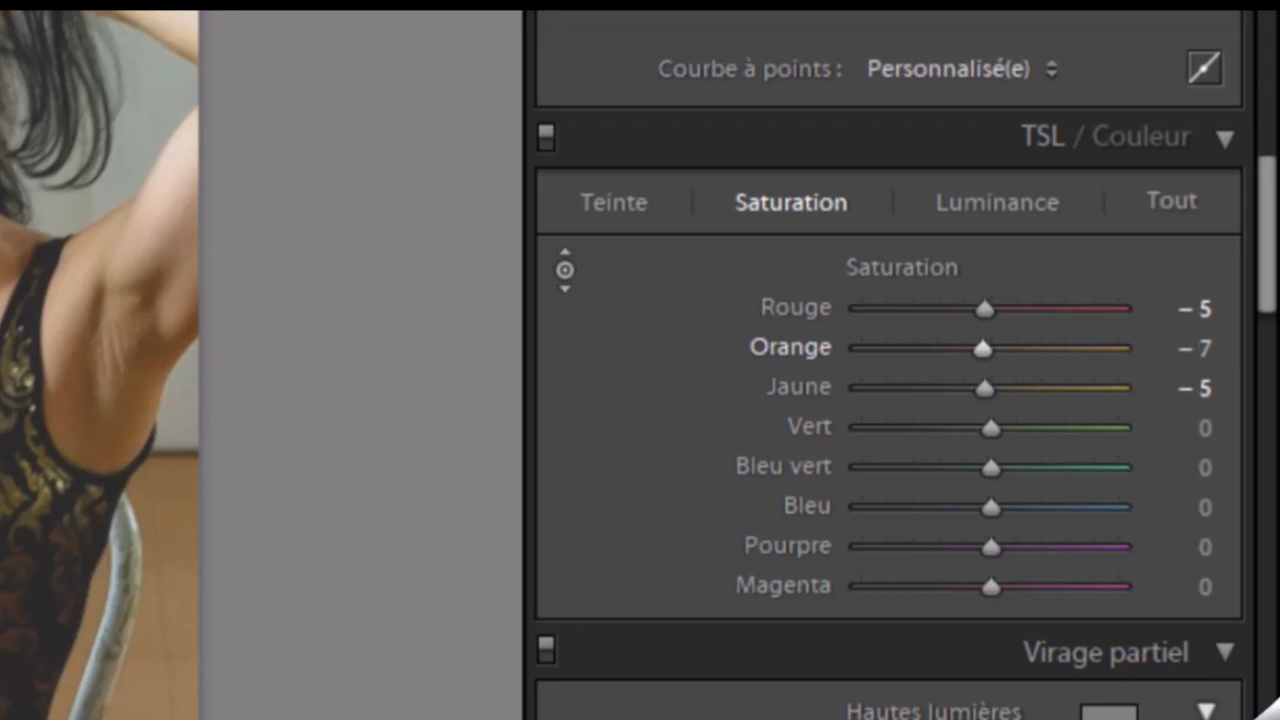 Courbe à points : Personnalisé(e)
TSL / Couleur
Teinte Saturation Luminance Tout
Saturation
Rouge – 5
Orange – 7
Jaune – 5
Vert 0
Bleu vert 0
Bleu 0
Pourpre 0
Magenta 0
Virage partiel
Hautes lumières